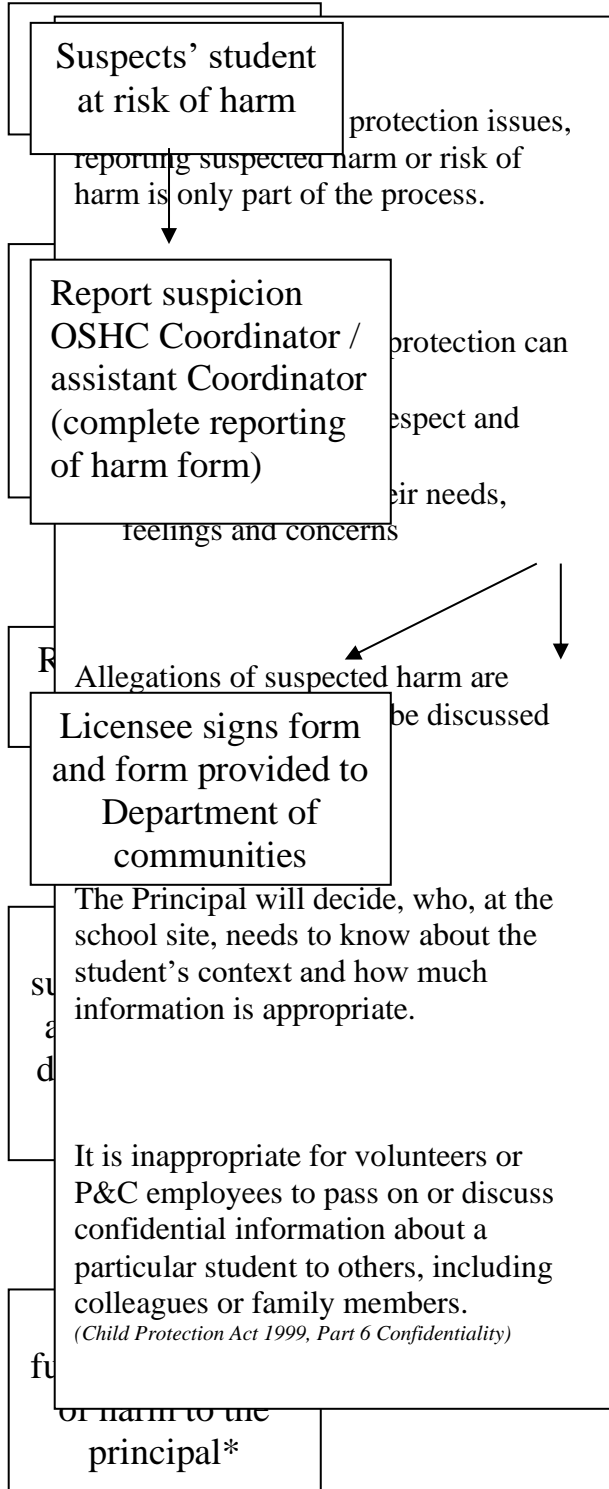 Suspects’ student
at risk of harm
protection issues,
reporting suspected harm or risk of
harm is only part of the process.
Report suspicion
OSHC Coordinator /
assistant Coordinator
(complete reporting
of harm form)
protection can
espect and
eir needs,
feelings and concerns
R
Allegations of suspected harm are
be discussed
Licensee signs form
and form provided to
Department of
communities
The Principal will decide, who, at the
school site, needs to know about the
student’s context and how much
information is appropriate.
su
a
d
It is inappropriate for volunteers or
P&C employees to pass on or discuss
confidential information about a
particular student to others, including
colleagues or family members.
(Child Protection Act 1999, Part 6 Confidentiality)
fu
of harm to the
principal*